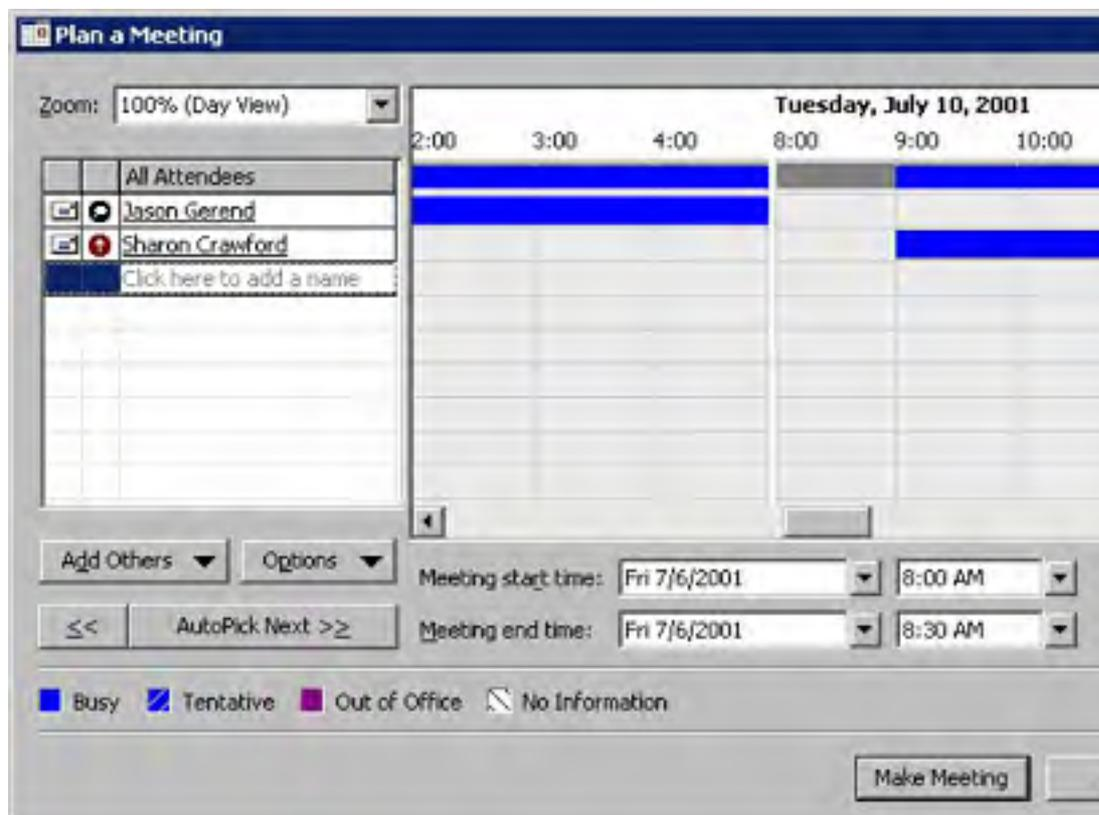 Plan a Meeting
Zoom: 100% (Day View)
Tuesday, July 10, 2001
2:00 3:00 4:00 8:00 9:00 10:00
All Attendees
Jason Gerend
Sharon Crawford
Click here to add a name
Add Others Options
Meeting start time: Fri 7/6/2001 8:00 AM
<< AutoPick Next >>
Meeting end time: Fri 7/6/2001 8:30 AM
Busy Tentative Out of Office No Information
Make Meeting